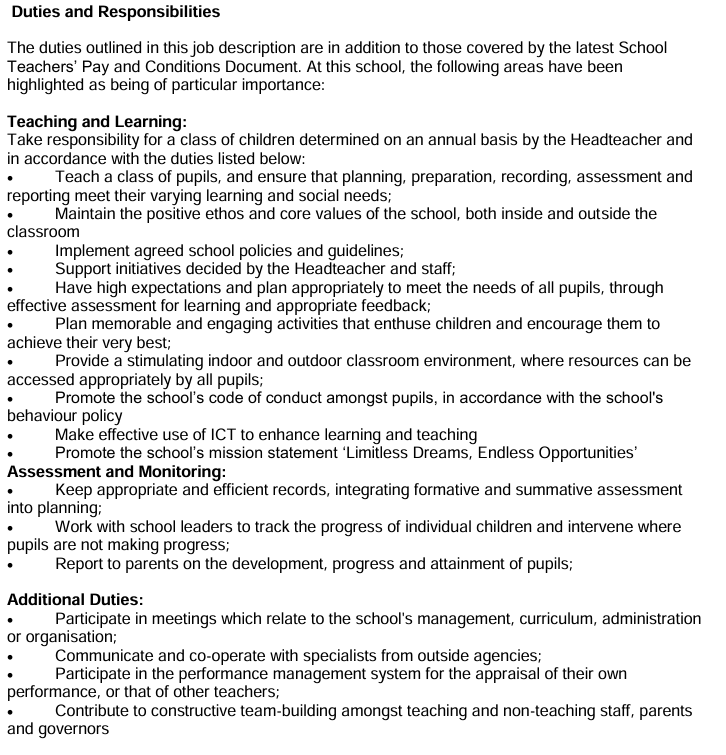 Duties and Responsibilities
The duties outlined in this job description are in addition to those covered by the latest School
Teachers’ Pay and Conditions Document. At this school, the following areas have been
highlighted as being of particular importance:
Teaching and Learning:
Take responsibility for a class of children determined on an annual basis by the Headteacher and
in accordance with the duties listed below:
• Teach a class of pupils, and ensure that planning, preparation, recording, assessment and
reporting meet their varying learning and social needs;
• Maintain the positive ethos and core values of the school, both inside and outside the
classroom
• Implement agreed school policies and guidelines;
• Support initiatives decided by the Headteacher and staff;
• Have high expectations and plan appropriately to meet the needs of all pupils, through
effective assessment for learning and appropriate feedback;
• Plan memorable and engaging activities that enthuse children and encourage them to
achieve their very best;
• Provide a stimulating indoor and outdoor classroom environment, where resources can be
accessed appropriately by all pupils;
• Promote the school’s code of conduct amongst pupils, in accordance with the school's
behaviour policy
• Make effective use of ICT to enhance learning and teaching
• Promote the school’s mission statement ‘Limitless Dreams, Endless Opportunities’
Assessment and Monitoring:
• Keep appropriate and efficient records, integrating formative and summative assessment
into planning;
• Work with school leaders to track the progress of individual children and intervene where
pupils are not making progress;
• Report to parents on the development, progress and attainment of pupils;
Additional Duties:
• Participate in meetings which relate to the school's management, curriculum, administration
or organisation;
• Communicate and co-operate with specialists from outside agencies;
• Participate in the performance management system for the appraisal of their own
performance, or that of other teachers;
• Contribute to constructive team-building amongst teaching and non-teaching staff, parents
and governors